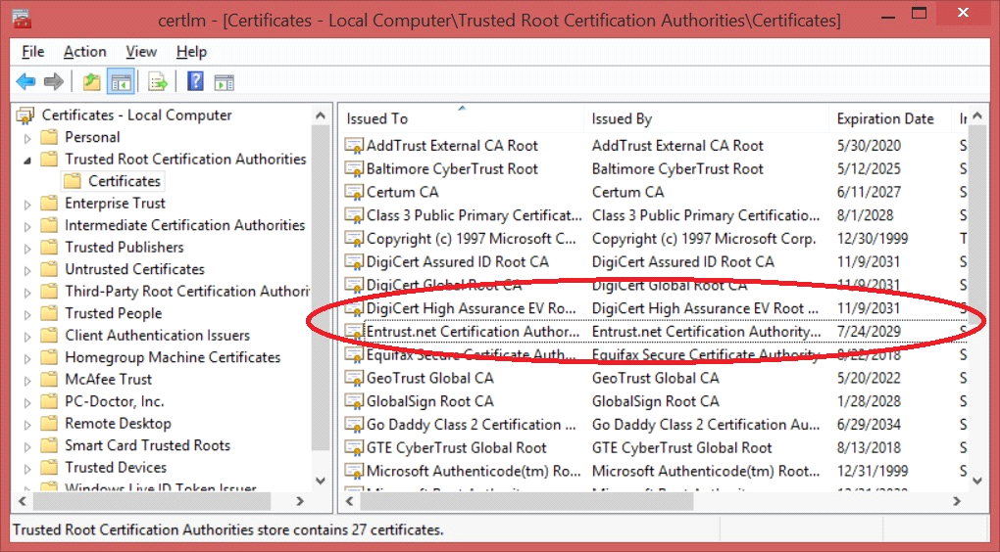 certlm - [Certificates - Local Computer\Trusted Root Certification Authorities\Certificates]
File Action View Help
Certificates - Local Computer
Personal
Trusted Root Certification Authorities
Certificates
Enterprise Trust
Intermediate Certification Authorities
Trusted Publishers
Untrusted Certificates
Third-Party Root Certification Authori
Trusted People
Client Authentication Issuers
Homegroup Machine Certificates
McAfee Trust
PC-Doctor, Inc.
Remote Desktop
Smart Card Trusted Roots
Trusted Devices
Windows Live ID Token Issuer
Issued To Issued By Expiration Date I
AddTrust External CA Root AddTrust External CA Root 5/30/2020 S
Baltimore CyberTrust Root Baltimore CyberTrust Root 5/12/2025 S
Certum CA Certum CA 6/11/2027 S
Class 3 Public Primary Certificat... Class 3 Public Primary Certificatio... 8/1/2028 S
Copyright (c) 1997 Microsoft C... Copyright (c) 1997 Microsoft Corp. 12/30/1999 T
DigiCert Assured ID Root CA DigiCert Assured ID Root CA 11/9/2031 S
DigiCert Global Root CA DigiCert Global Root CA 11/9/2031 S
DigiCert High Assurance EV Ro... DigiCert High Assurance EV Root ... 11/9/2031 S
Entrust.net Certification Author... Entrust.net Certification Authority... 7/24/2029 S
Equifax Secure Certificate Auth... Equifax Secure Certificate Authority 8/22/2018 S
GeoTrust Global CA GeoTrust Global CA 5/20/2022 S
GlobalSign Root CA GlobalSign Root CA 1/28/2028 S
Go Daddy Class 2 Certification ... Go Daddy Class 2 Certification Au... 6/29/2034 S
GTE CyberTrust Global Root GTE CyberTrust Global Root 8/13/2018 S
Microsoft Authenticode(tm) Ro... Microsoft Authenticode(tm) Root... 12/31/1999 S
Trusted Root Certification Authorities store contains 27 certificates.